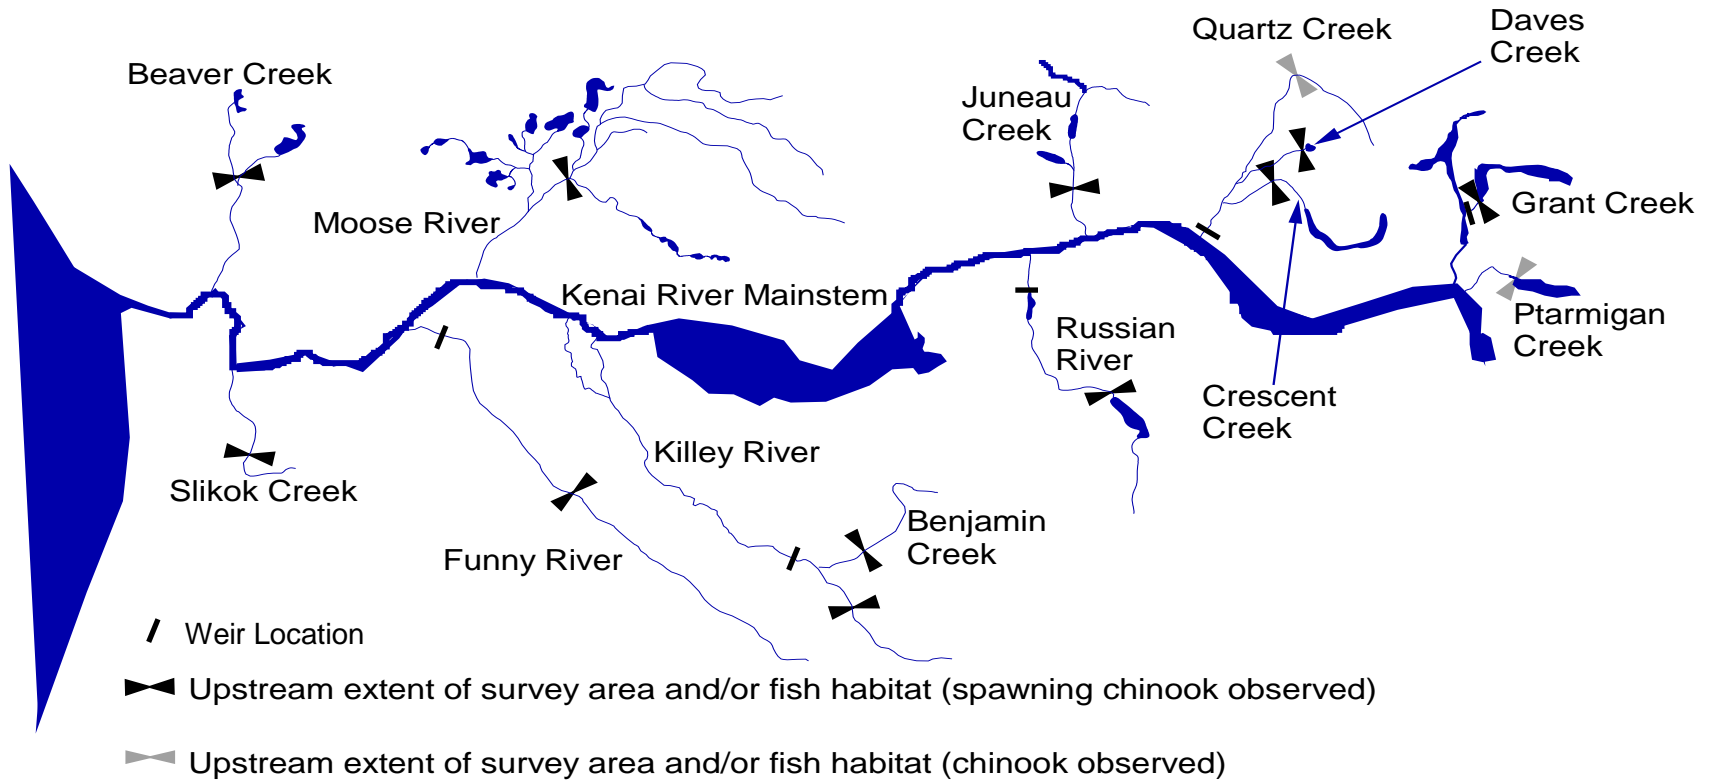 Quartz Creek
Daves
Creek
Beaver Creek
Juneau
Creek
Moose River
Grant Creek
Kenai River Mainstem
Russian
River
Ptarmigan
Creek
Crescent
Creek
Killey River
Slikok Creek
Benjamin
Creek
Funny River
Weir Location
Upstream extent of survey area and/or fish habitat (spawning chinook observed)
Upstream extent of survey area and/or fish habitat (chinook observed)